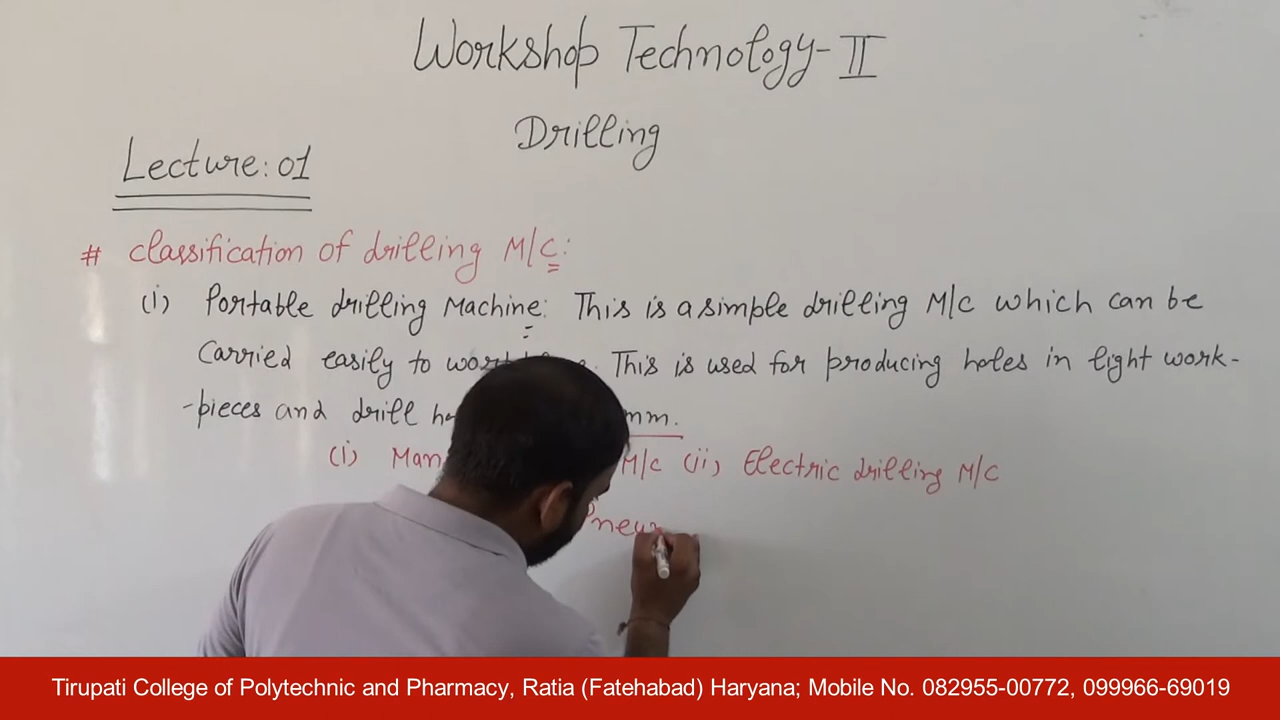 Workshop Technology-II
Drilling
Lecture: 01
# Classification of drilling M/C:
(i) Portable drilling Machine: This is a simple drilling M/C which can be
Carried easily to This is used for producing holes in light work-
-pieces and drill mm.
(i) M/C (ii) Electric drilling M/C
Tirupati College of Polytechnic and Pharmacy, Ratia (Fatehabad) Haryana; Mobile No. 082955-00772, 099966-69019